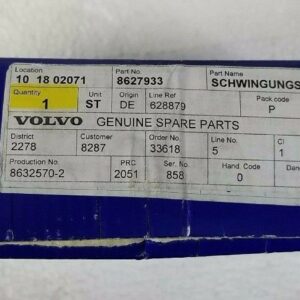 Location Part No. Part Name
10 18 02071 8627933 SCHWINGUNGS
Quantity Unit Origin Line Ref Pack code
1 ST DE 628879 P
VOLVO GENUINE SPARE PARTS
District Customer Order No. Line No. Cl
2278 8287 33618 5 1
Production No. PRC Ser. No. Hand. Code Dan
8632570-2 2051 858 0